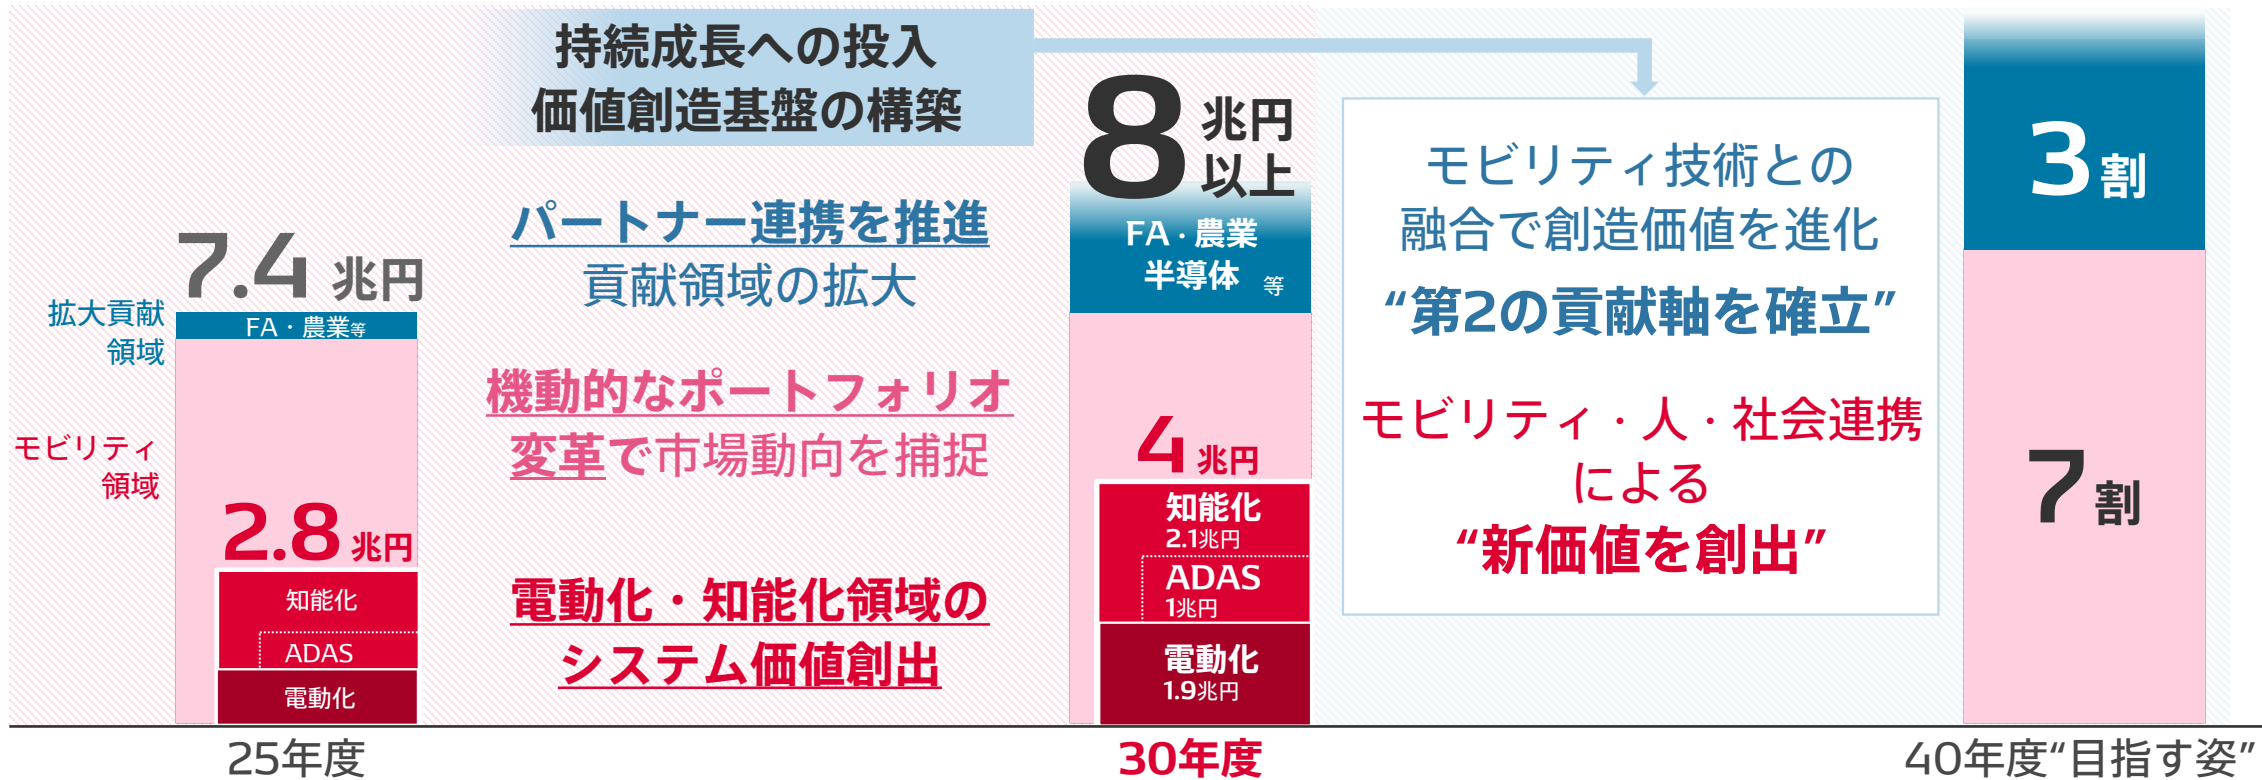 持続成長への投入
価値創造基盤の構築
7.4 兆円
拡大貢献
領域
FA・農業等
モビリティ
領域
2.8 兆円
知能化
ADAS
電動化
25年度
パートナー連携を推進
貢献領域の拡大
機動的なポートフォリオ
変革で市場動向を捕捉
電動化・知能化領域の
システム価値創出
8 兆円
以上
FA・農業
半導体 等
4 兆円
知能化
2.1兆円
ADAS
1兆円
電動化
1.9兆円
30年度
モビリティ技術との
融合で創造価値を進化
“第2の貢献軸を確立”
モビリティ・人・社会連携
による
“新価値を創出”
3割
7割
40年度“目指す姿”